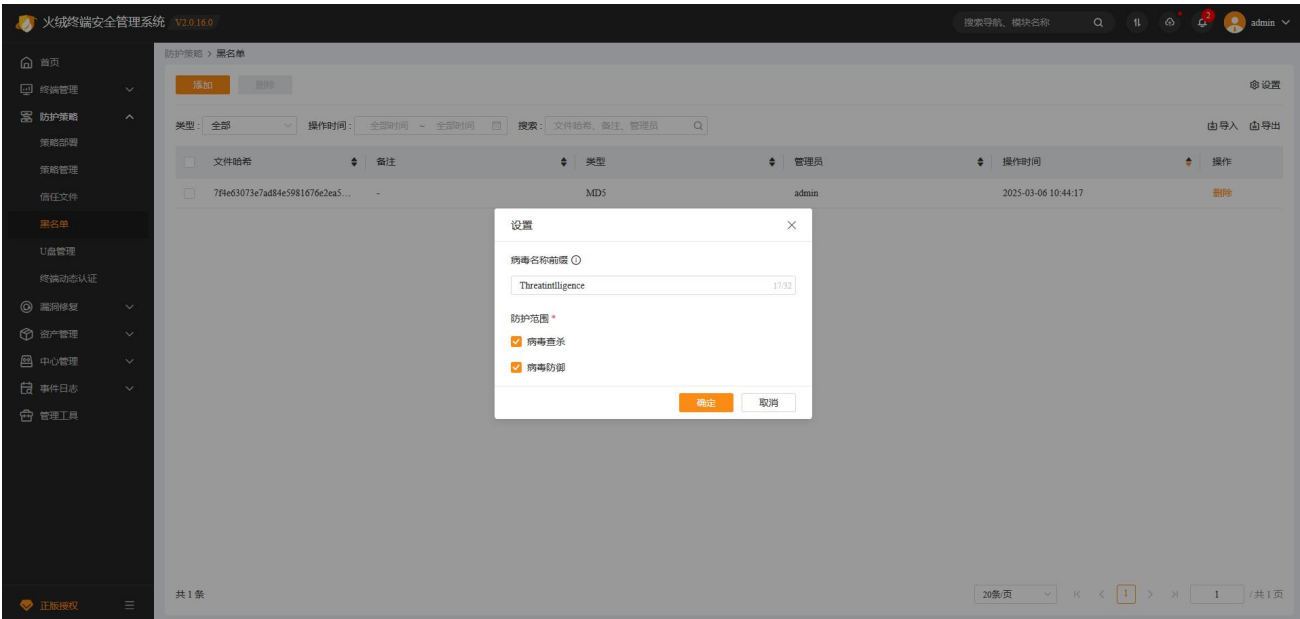 火绒终端安全管理系统 V2.0.16.0 搜索导航、模块名称 2 admin
首页
终端管理
防护策略
策略部署
策略管理
信任文件
黑名单
U盘管理
终端动态认证
漏洞修复
资产管理
中心管理
事件日志
管理工具
正版授权
防护策略 > 黑名单
添加 删除 设置
类型: 全部 操作时间: 全部时间 ~ 全部时间 搜索: 文件哈希、备注、管理员 导入 导出
文件哈希 备注 类型 管理员 操作时间 操作
7f4e63073e7ad84e5981676e2ea5... - MD5 admin 2025-03-06 10:44:17 删除
设置
病毒名称前缀
Threatintlligence 17/32
防护范围 *
病毒查杀
病毒防御
确定 取消
共 1 条 20条/页 1 1 / 共 1 页